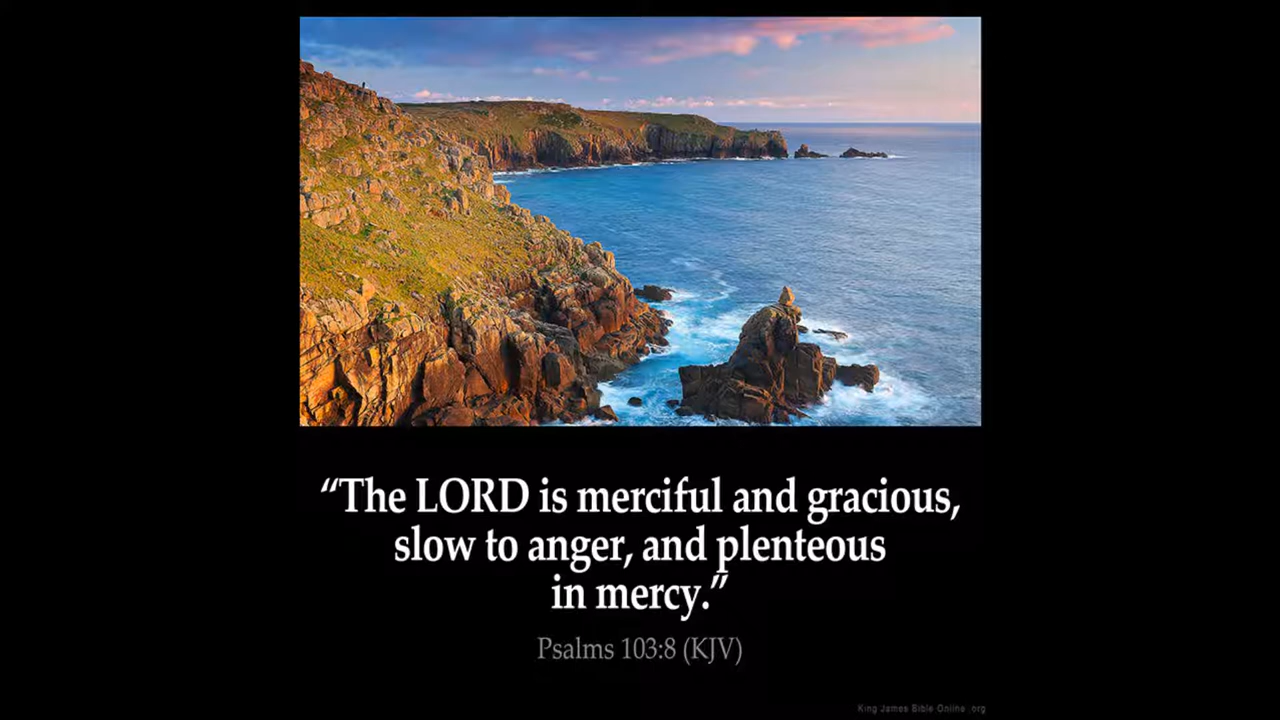 “The LORD is merciful and gracious,
slow to anger, and plenteous
in mercy.”
Psalms 103:8 (KJV)
King James Bible Online .org